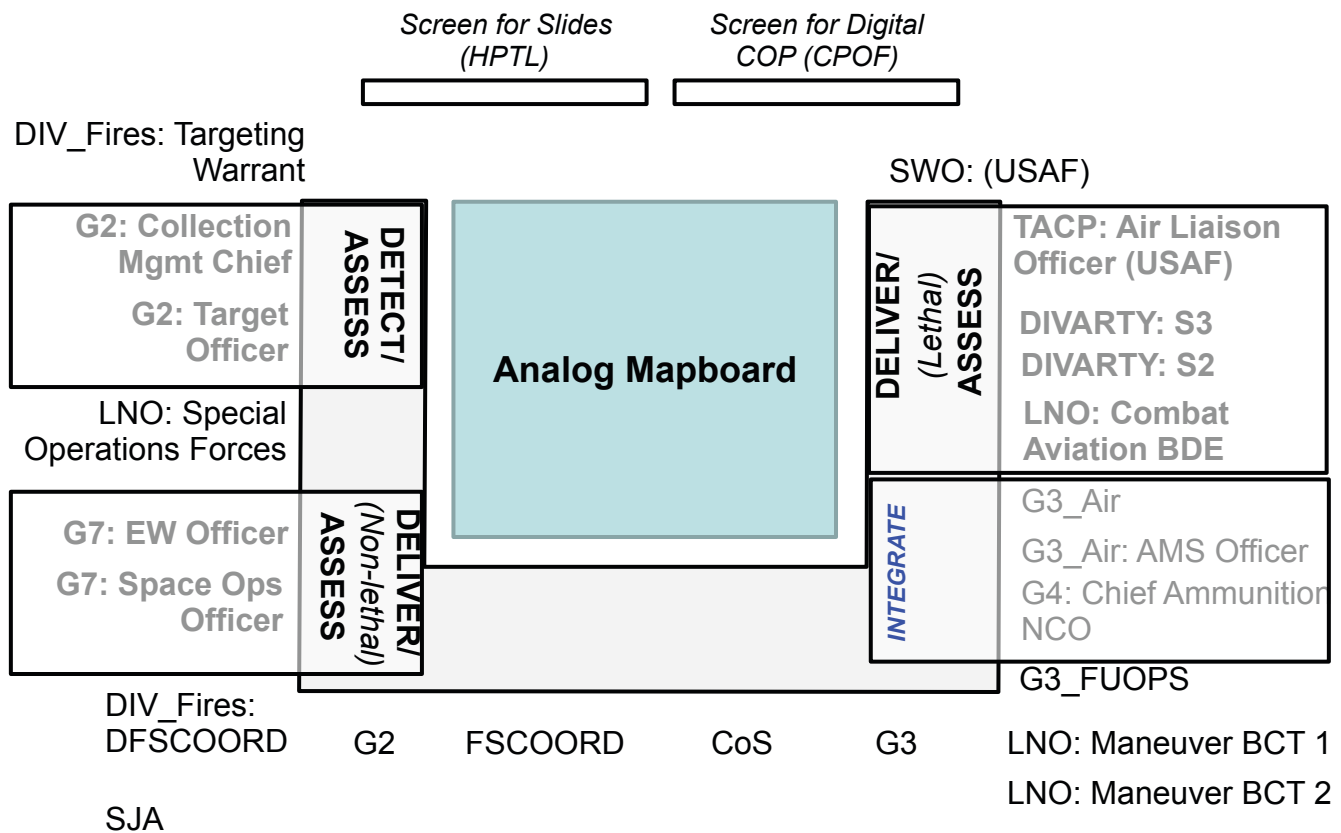 Screen for Slides
(HPTL)
Screen for Digital
COP (CPOF)
DIV_Fires: Targeting
Warrant
SWO: (USAF)
G2: Collection
Mgmt Chief
G2: Target
Officer
DETECT/
ASSESS
Analog Mapboard
DELIVER/
(Lethal)
ASSESS
TACP: Air Liaison
Officer (USAF)
DIVARTY: S3
DIVARTY: S2
LNO: Combat
Aviation BDE
LNO: Special
Operations Forces
G7: EW Officer
G7: Space Ops
Officer
DELIVER/
(Non-lethal)
ASSESS
INTEGRATE
G3_Air
G3_Air: AMS Officer
G4: Chief Ammunition
NCO
G3_FUOPS
DIV_Fires:
DFSCOORD
G2
FSCOORD
CoS
G3
LNO: Maneuver BCT 1
LNO: Maneuver BCT 2
SJA